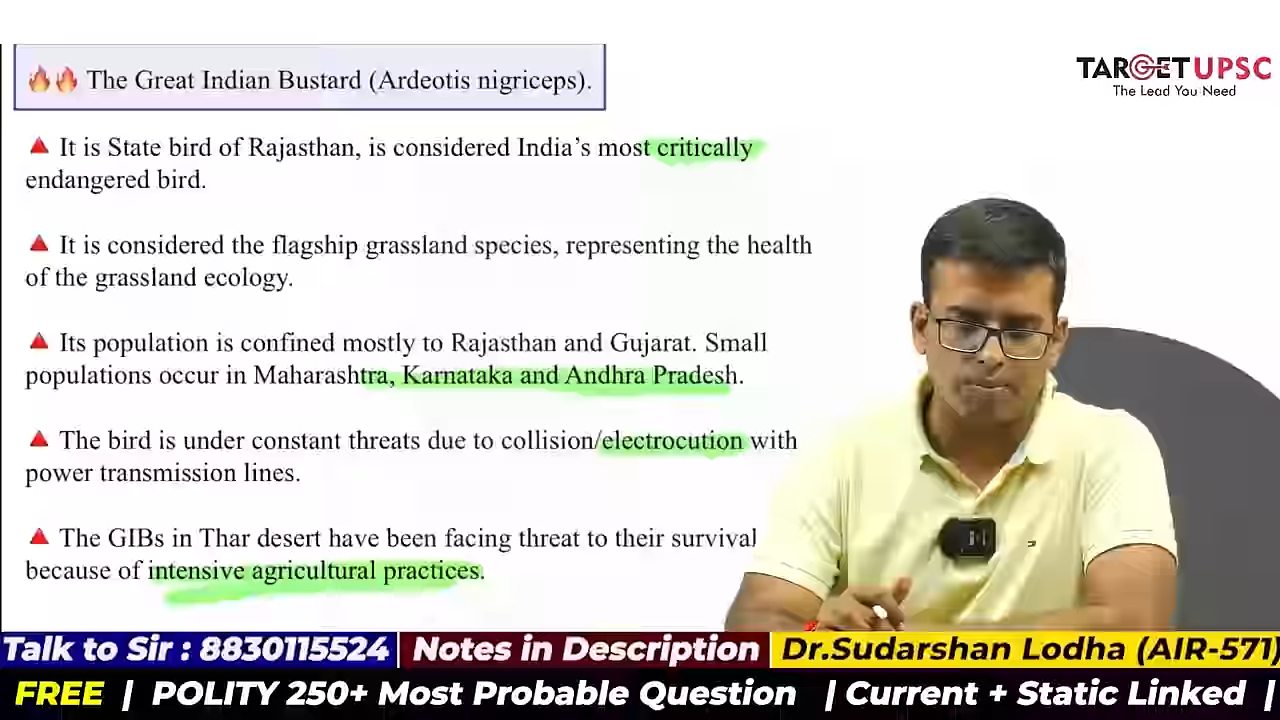 🔥🔥 The Great Indian Bustard (Ardeotis nigriceps).
TARGETUPSC
The Lead You Need
🔺 It is State bird of Rajasthan, is considered India’s most critically
endangered bird.
🔺 It is considered the flagship grassland species, representing the health
of the grassland ecology.
🔺 Its population is confined mostly to Rajasthan and Gujarat. Small
populations occur in Maharashtra, Karnataka and Andhra Pradesh.
🔺 The bird is under constant threats due to collision/electrocution with
power transmission lines.
🔺 The GIBs in Thar desert have been facing threat to their survival
because of intensive agricultural practices.
Talk to Sir : 8830115524 Notes in Description Dr.Sudarshan Lodha (AIR-571)
FREE | POLITY 250+ Most Probable Question | Current + Static Linked |